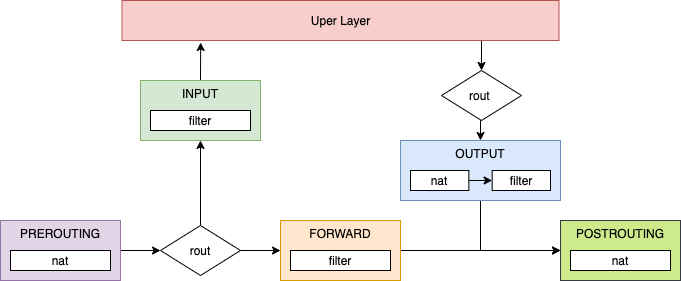 Uper Layer
INPUT
filter
rout
OUTPUT
nat
filter
PREROUTING
nat
rout
FORWARD
filter
POSTROUTING
nat